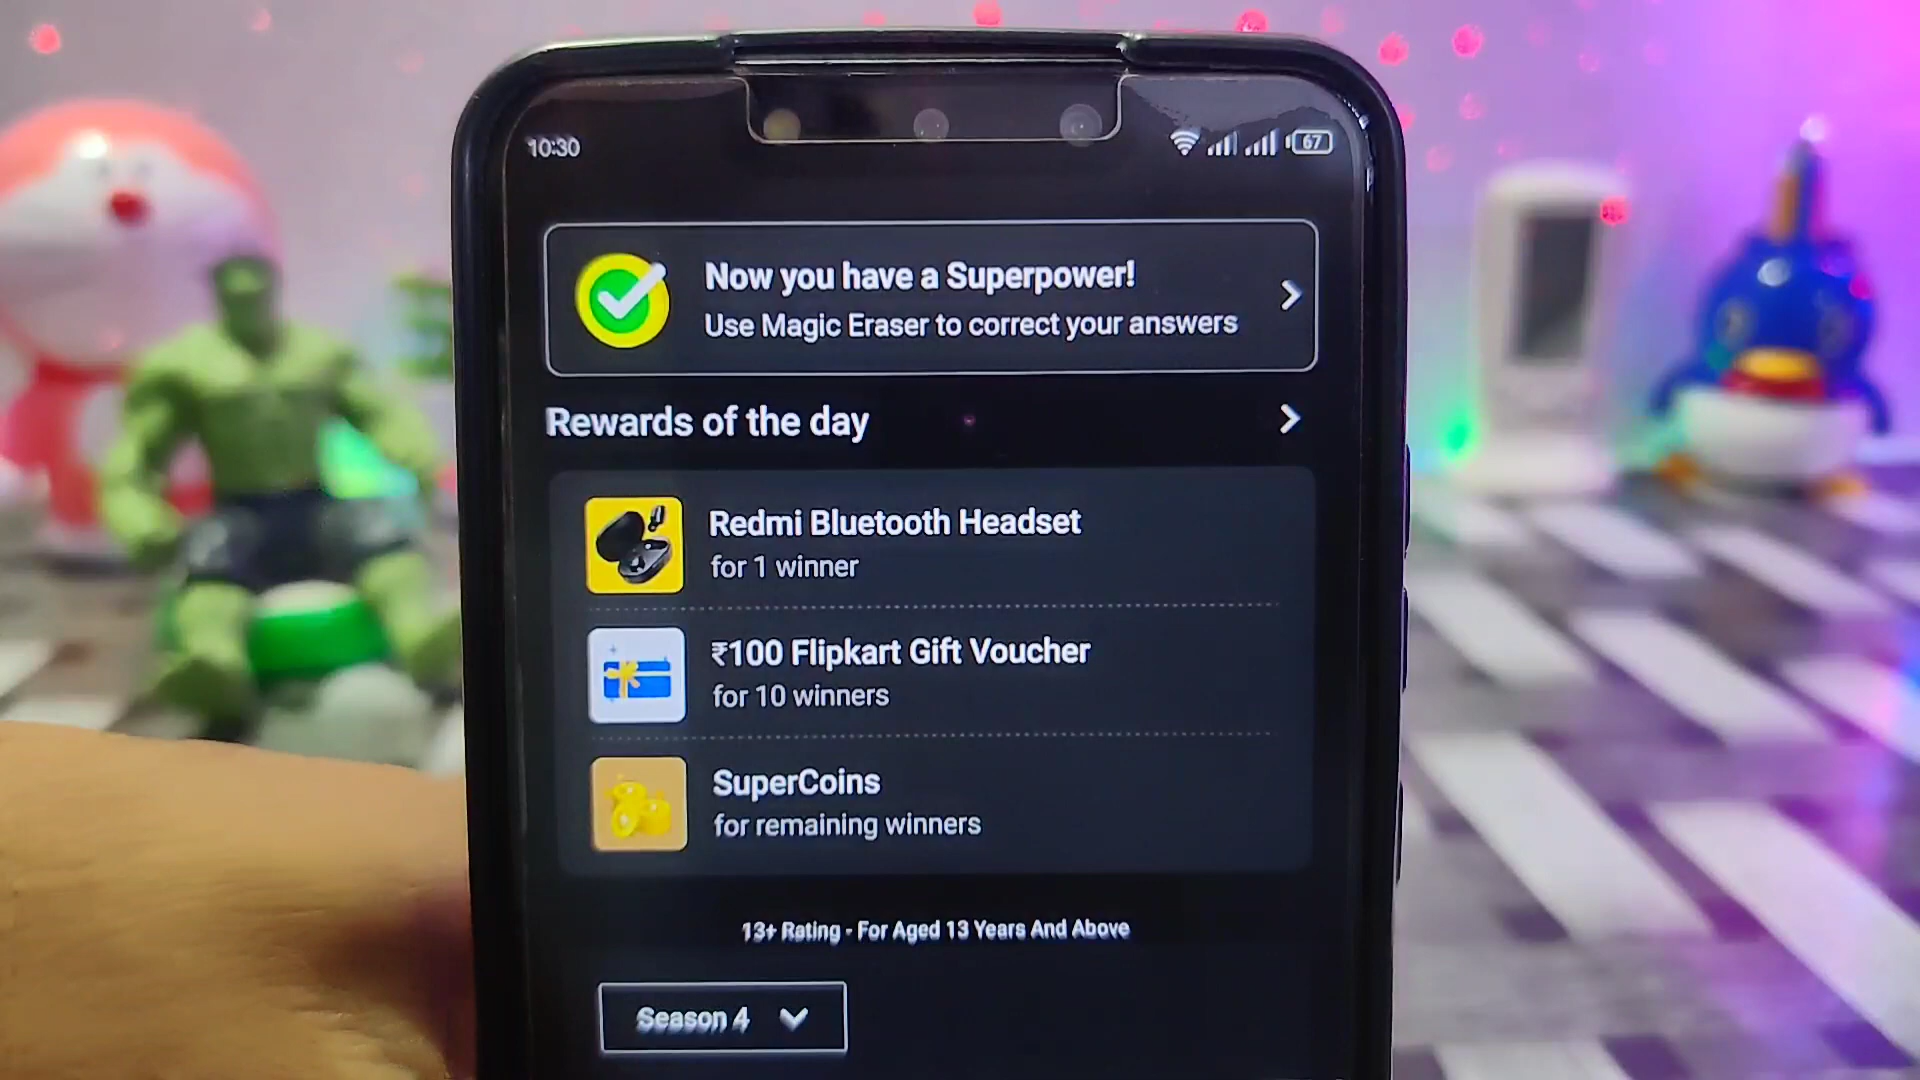 10:30
67
Now you have a Superpower!
Use Magic Eraser to correct your answers
Rewards of the day
Redmi Bluetooth Headset
for 1 winner
₹100 Flipkart Gift Voucher
for 10 winners
SuperCoins
for remaining winners
13+ Rating - For Aged 13 Years And Above
Season 4